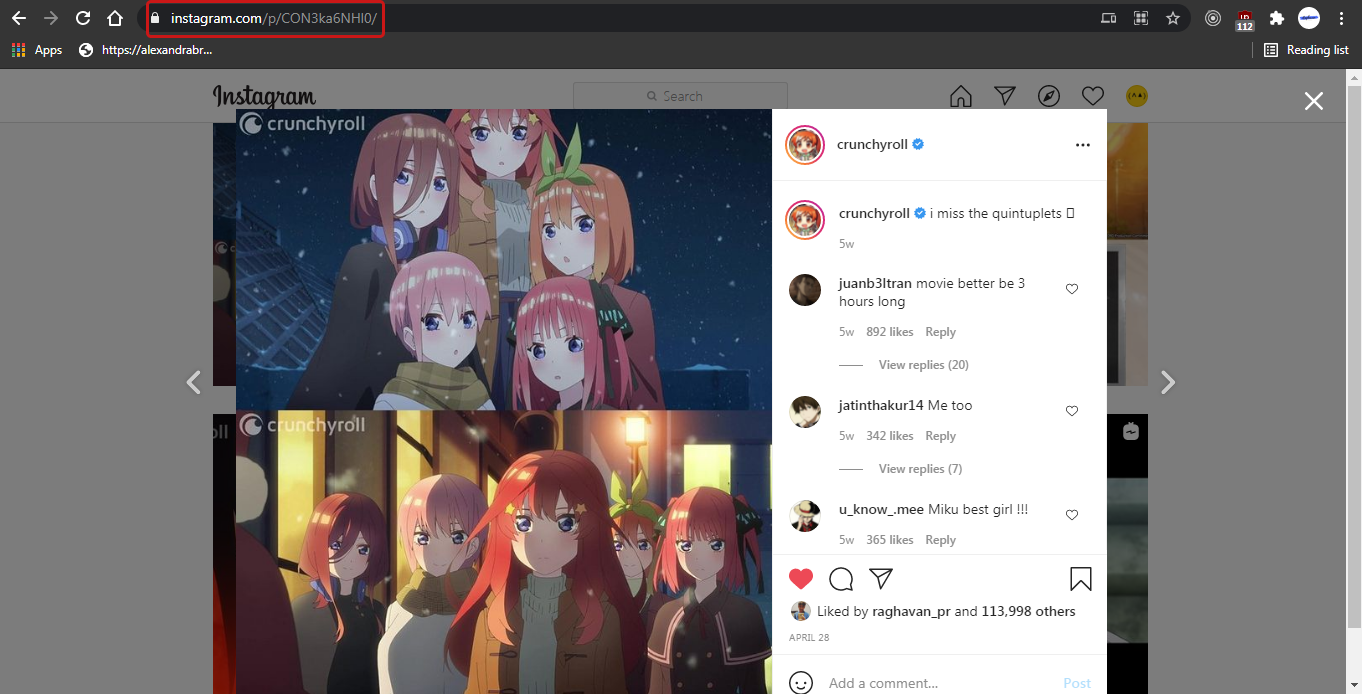 instagram.com/p/CON3ka6NHI0/
112
Apps
https://alexandrabr...
Reading list
Instagram
Search
crunchyroll
crunchyroll
crunchyroll i miss the quintuplets
5w
juanb3ltran movie better be 3
hours long
5w 892 likes Reply
View replies (20)
jatinthakur14 Me too
5w 342 likes Reply
View replies (7)
u_know_.mee Miku best girl !!!
5w 365 likes Reply
oll
crunchyroll
Liked by raghavan_pr and 113,998 others
APRIL 28
Add a comment...
Post